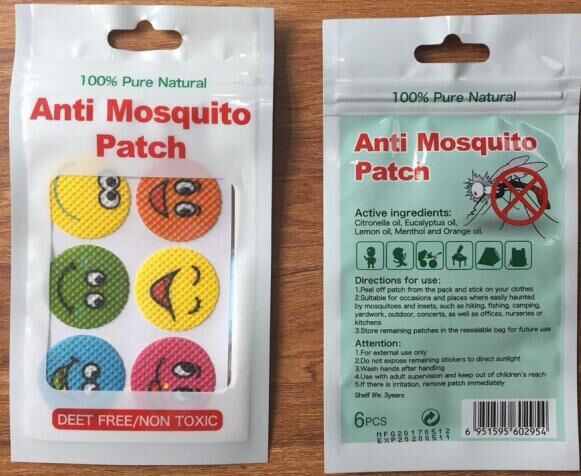 100% Pure Natural
Anti Mosquito
Patch
DEET FREE/NON TOXIC
100% Pure Natural
Anti Mosquito
Patch
Active ingredients:
Citronella oil, Eucalyptus oil,
Lemon oil, Menthol and Orange oil.
Directions for use:
1.Peel off patch from the pack and stick on your clothes
2.Suitable for occasions and places where easily haunted
by mosquitoes and insets, such as hiking, fishing, camping,
yardwork, outdoor, concerts, as well as offices, nurseries or
kitchens
3.Store remaining patches in the resealable bag for future use
Attention:
1.For external use only
2.Do not expose remaining stickers to direct sunlight
3.Wash hands after handling
4.Use with adult supervision and keep out of children's reach
5.If there is irritation, remove patch immediately
Shelf life: 3years
6PCS
MFG20170512
EXP20200511
6 951595 602954